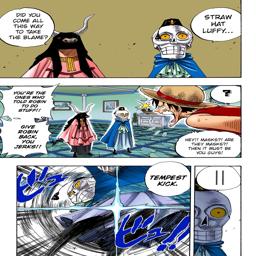 STRAW
HAT
LUFFY...
DID YOU
COME ALL
THIS WAY
TO TAKE
THE BLAME?
?
HEY!! MASKS?! ARE
THEY MASKS?!
THEN IT MUST BE
YOU GUYS!
YOU'RE THE
ONES WHO
TOLD ROBIN
TO DO
STUFF!!
GIVE
ROBIN
BACK,
YOU
JERKS!!
!!
TEMPEST
KICK.